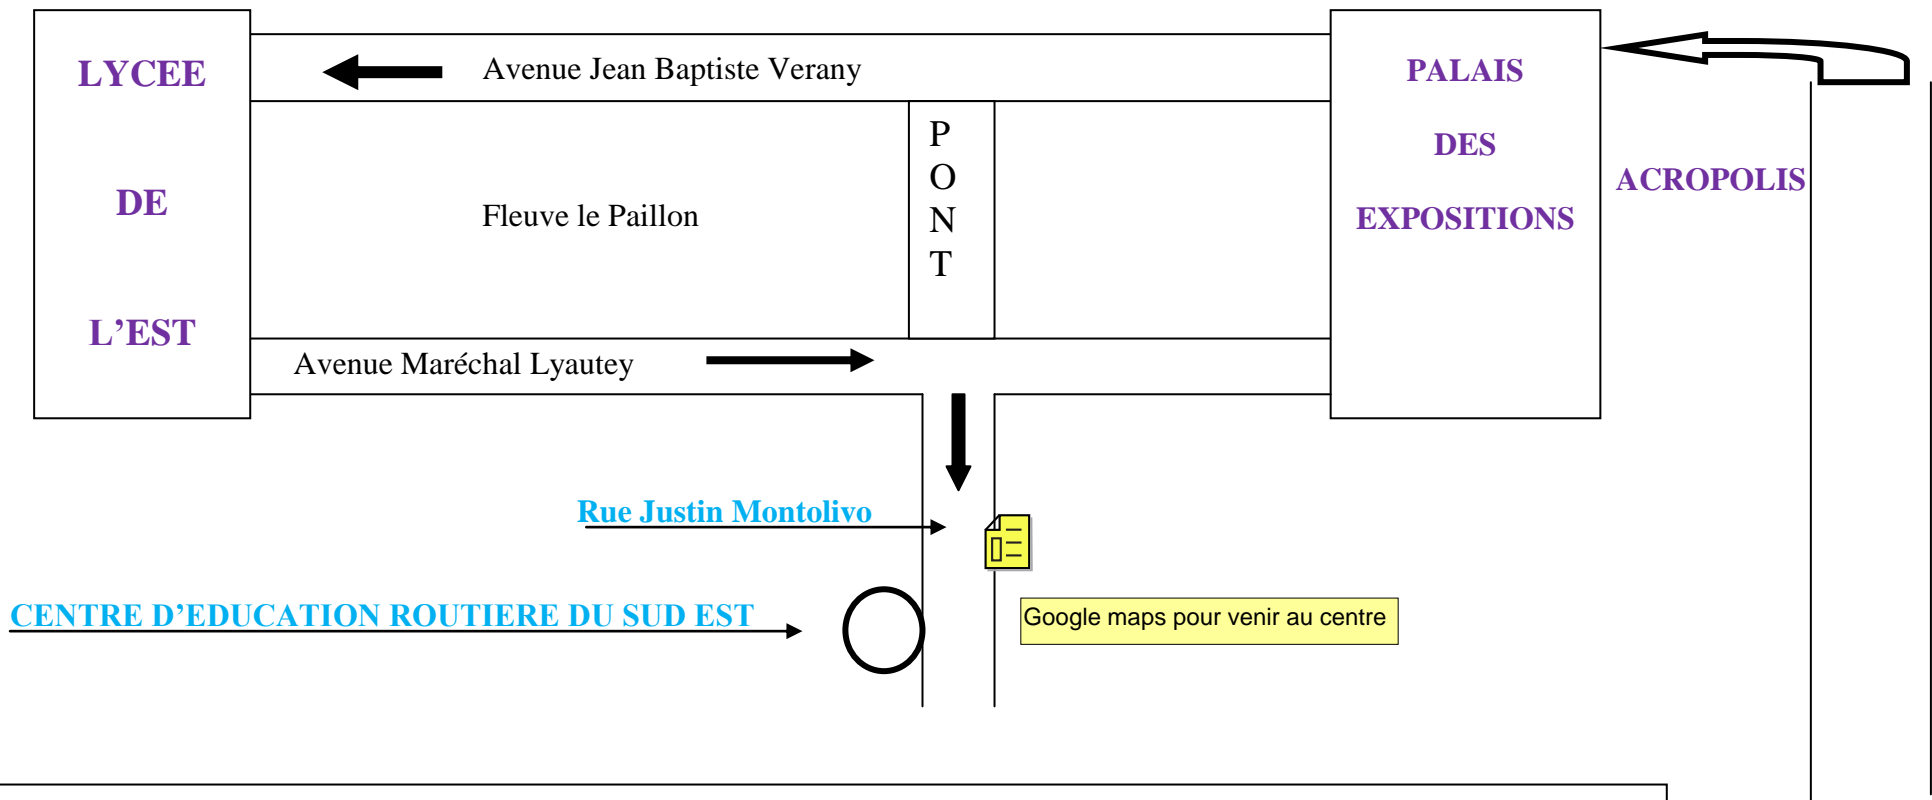 LYCEE
DE
L’EST
Avenue Jean Baptiste Verany
Fleuve le Paillon
P
O
N
T
Avenue Maréchal Lyautey
PALAIS
DES
EXPOSITIONS
ACROPOLIS
Rue Justin Montolivo
CENTRE D’EDUCATION ROUTIERE DU SUD EST
Google maps pour venir au centre